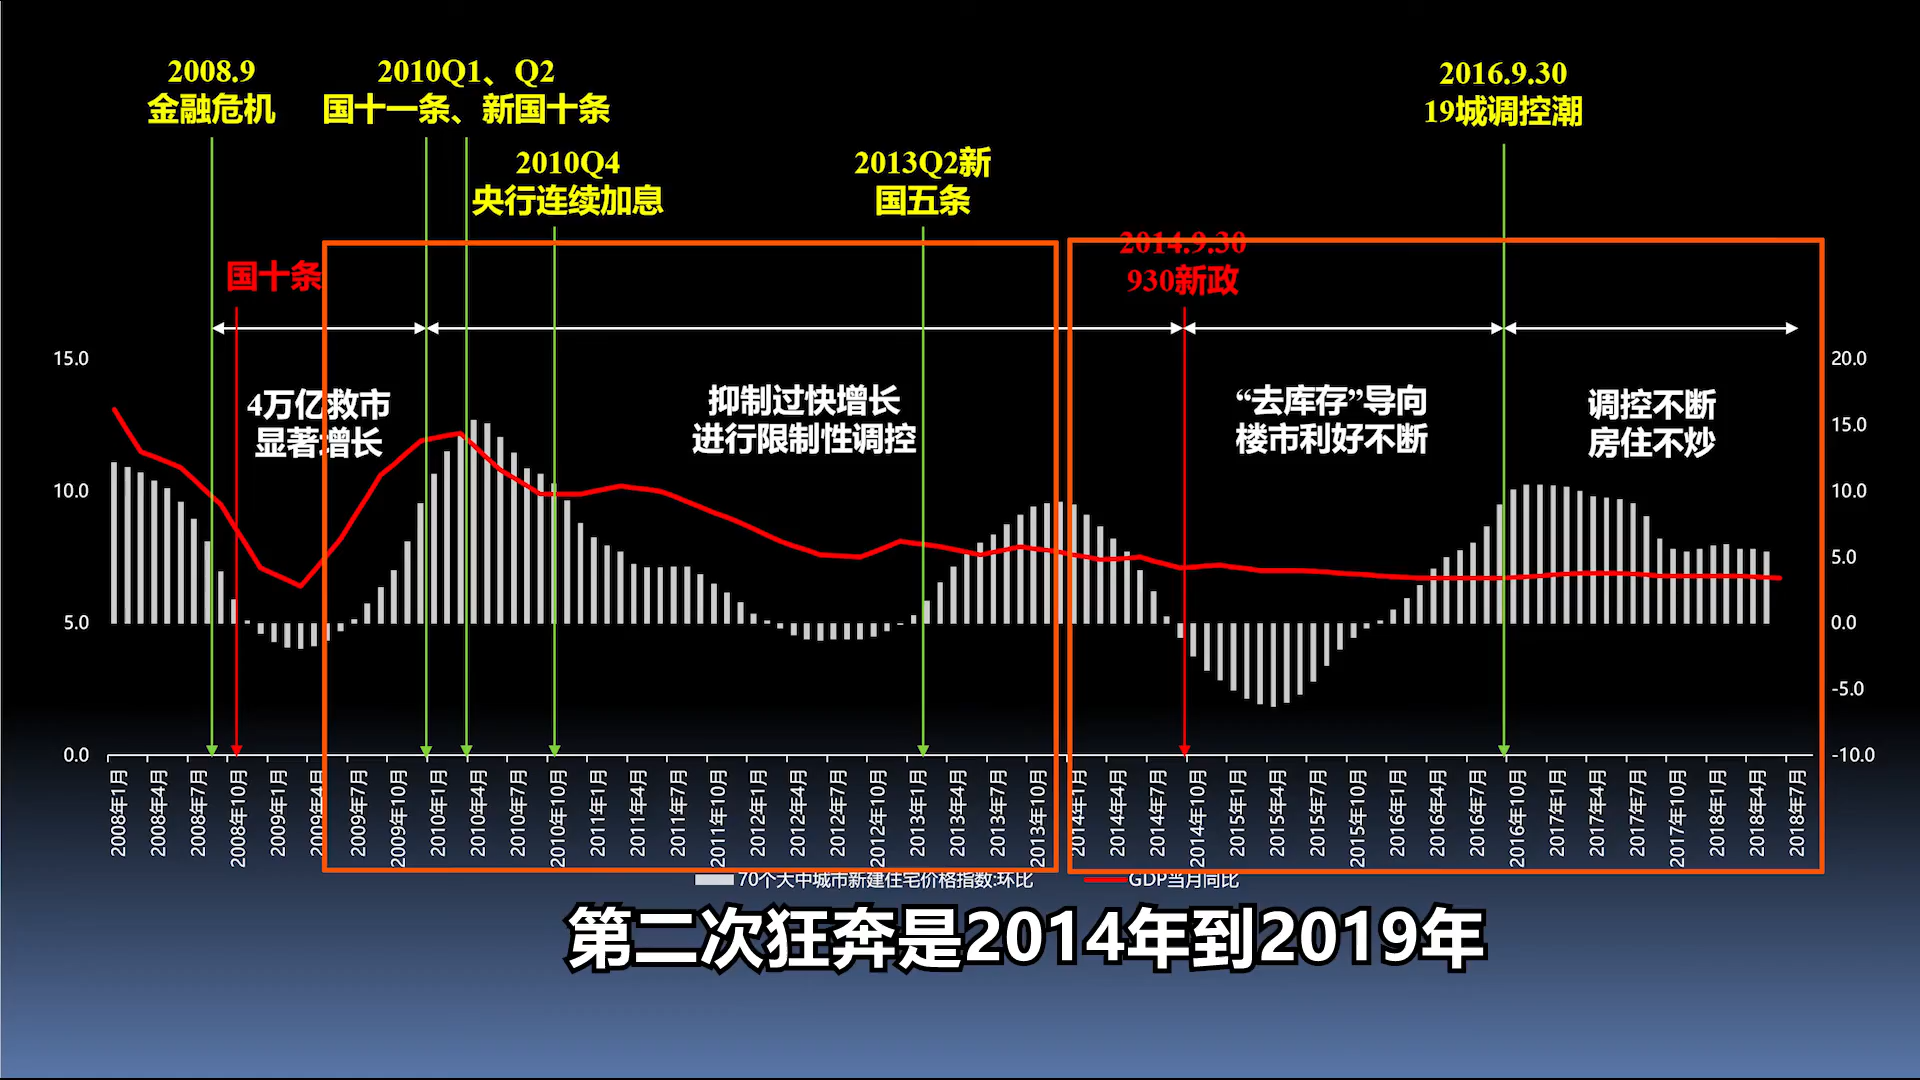 2008.9
金融危机
2010Q1、Q2
国十一条、新国十条
2016.9.30
19城调控潮
2010Q4
央行连续加息
2013Q2新
国五条
国十条
2014.9.30
930新政
4万亿救市
显著增长
抑制过快增长
进行限制性调控
“去库存”导向
楼市利好不断
调控不断
房住不炒
15.0
10.0
5.0
0.0
20.0
15.0
10.0
5.0
0.0
-5.0
-10.0
2008年1月
2008年4月
2008年7月
2008年10月
2009年1月
2009年4月
2009年7月
2009年10月
2010年1月
2010年4月
2010年7月
2010年10月
2011年1月
2011年4月
2011年7月
2011年10月
2012年1月
2012年4月
2012年7月
2012年10月
2013年1月
2013年4月
2013年7月
2013年10月
2014年1月
2014年4月
2014年7月
2014年10月
2015年1月
2015年4月
2015年7月
2015年10月
2016年1月
2016年4月
2016年7月
2016年10月
2017年1月
2017年4月
2017年7月
2017年10月
2018年1月
2018年4月
2018年7月
70个大中城市新建住宅价格指数:环比
GDP当月同比
第二次狂奔是2014年到2019年